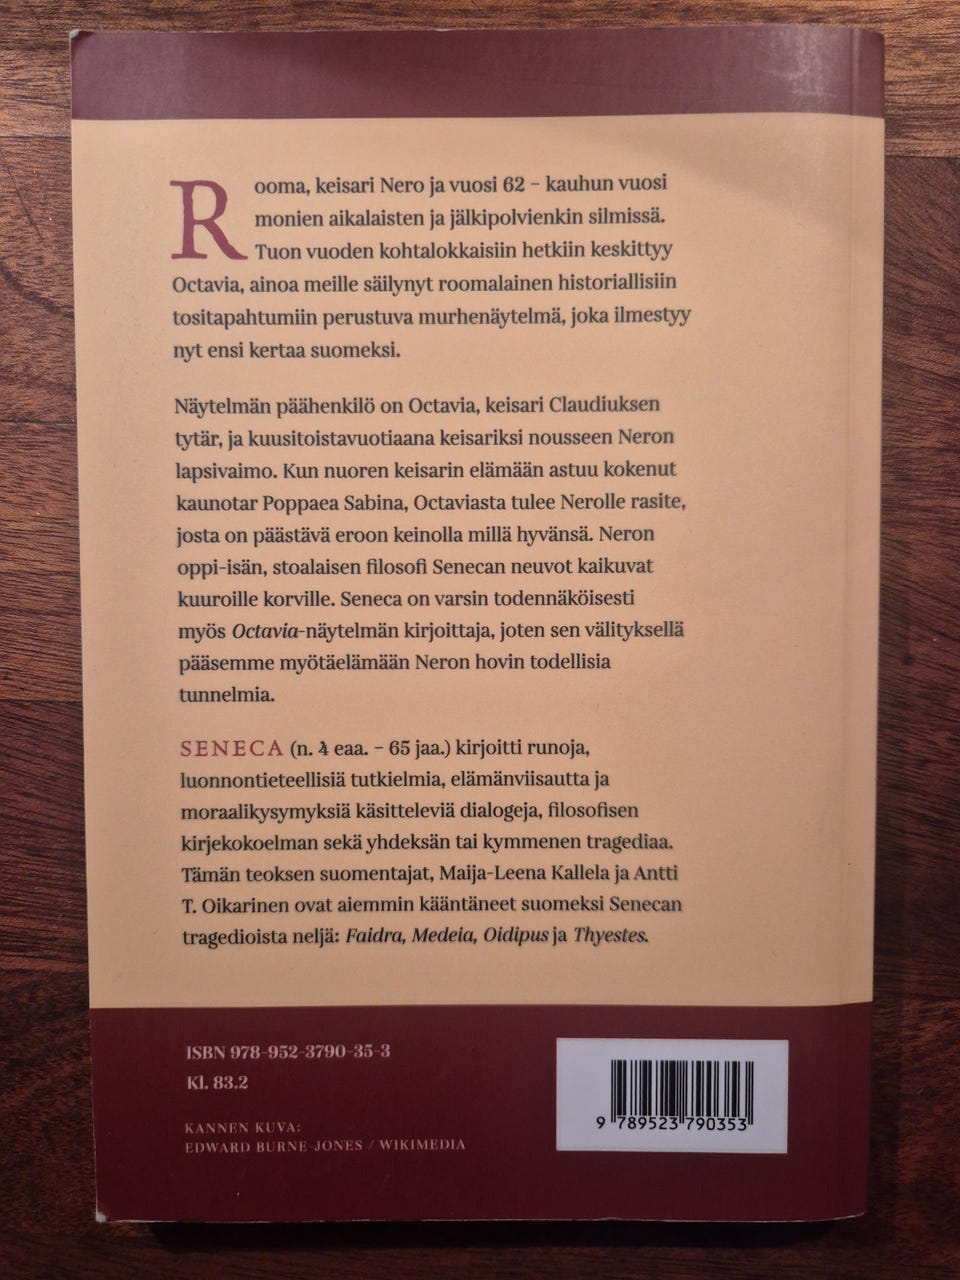 Rooma, keisari Nero ja vuosi 62 – kauhun vuosi
monien aikalaisten ja jälkipolvienkin silmissä.
Tuon vuoden kohtalokkaisiin hetkiin keskittyy
Octavia, ainoa meille säilynyt roomalainen historiallisiin
tositapahtumiin perustuva murhenäytelmä, joka ilmestyy
nyt ensi kertaa suomeksi.
Näytelmän päähenkilö on Octavia, keisari Claudiuksen
tytär, ja kuusitoistavuotiaana keisariksi nousseen Neron
lapsivaimo. Kun nuoren keisarin elämään astuu kokenut
kaunotar Poppaea Sabina, Octaviasta tulee Nerolle rasite,
josta on päästävä eroon keinolla millä hyvänsä. Neron
oppi-isän, stoalaisen filosofi Senecan neuvot kaikuvat
kuuroille korville. Seneca on varsin todennäköisesti
myös Octavia-näytelmän kirjoittaja, joten sen välityksellä
pääsemme myötäelämään Neron hovin todellisia
tunnelmia.
SENECA (n. 4 eaa. – 65 jaa.) kirjoitti runoja,
luonnontieteellisiä tutkielmia, elämänviisautta ja
moraalikysymyksiä käsitteleviä dialogeja, filosofisen
kirjekokoelman sekä yhdeksän tai kymmenen tragediaa.
Tämän teoksen suomentajat, Maija-Leena Kallela ja Antti
T. Oikarinen ovat aiemmin kääntäneet suomeksi Senecan
tragedioista neljä: Faidra, Medeia, Oidipus ja Thyestes.
ISBN 978-952-3790-35-3
Kl. 83.2
KANNEN KUVA:
EDWARD BURNE-JONES / WIKIMEDIA
9 789523 790353